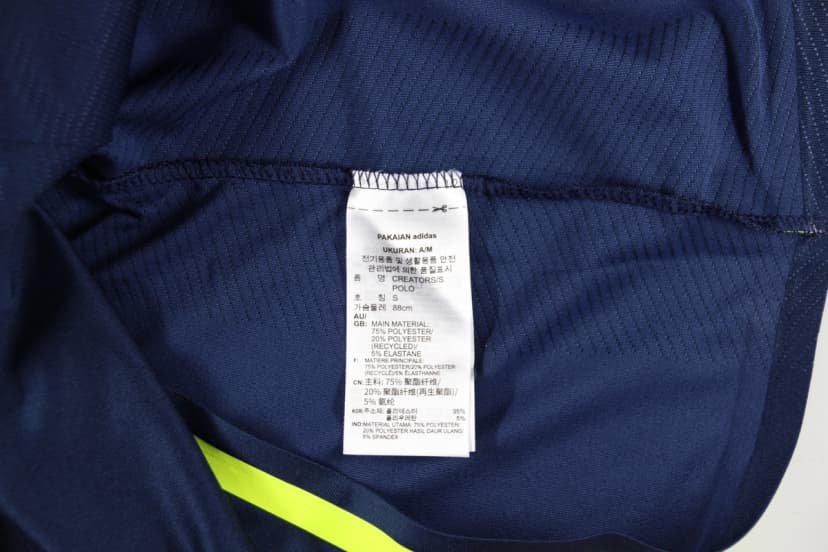 PAKAIAN adidas
UKURAN: A/M
전기용품 및 생활용품 안전
관리법에 의한 품질표시
품 명 CREATORS/S
POLO
호 칭 S
가슴둘레 88cm
AU/
GB: MAIN MATERIAL:
75% POLYESTER/
20% POLYESTER
(RECYCLED)/
5% ELASTANE
F: MATIERE PRINCIPALE:
75% POLYESTER/20% POLYESTER
(RECYCLÉ)/5% ÉLASTHANNE
CN: 主料: 75% 聚酯纤维/
20% 聚酯纤维(再生聚酯)/
5% 氨纶
KOR: 주소재: 폴리에스터 95%
폴리우레탄 5%
IND: MATERIAL UTAMA: 75% POLYESTER/
20% POLYESTER HASIL DAUR ULANG/
5% SPANDEX